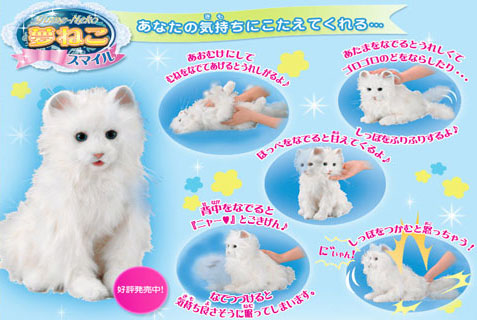 Yume-Neko
夢ねこ
スマイル
あなたの気持ちにこたえてくれる…
あおむけにして
むねをなでてあげるとうれしがるよ♪
あたまをなでるとうれしくて
ゴロゴロのどをならしたり・・・
しっぽをふりふりするよ♪
ほっぺをなでると甘えてくるよ♪
背中をなでると
『ニャー♥』とごきげん♪
なでつづけると
気持ち良さそうに眠ってしまいます。
しっぽをつかむと怒っちゃう!
にゃん!
好評発売中!